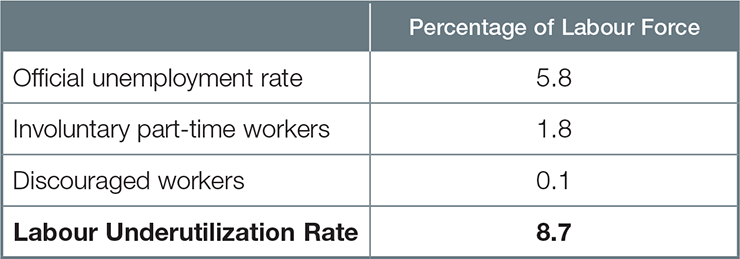 Percentage of Labour Force
Official unemployment rate 5.8
Involuntary part-time workers 1.8
Discouraged workers 0.1
Labour Underutilization Rate 8.7